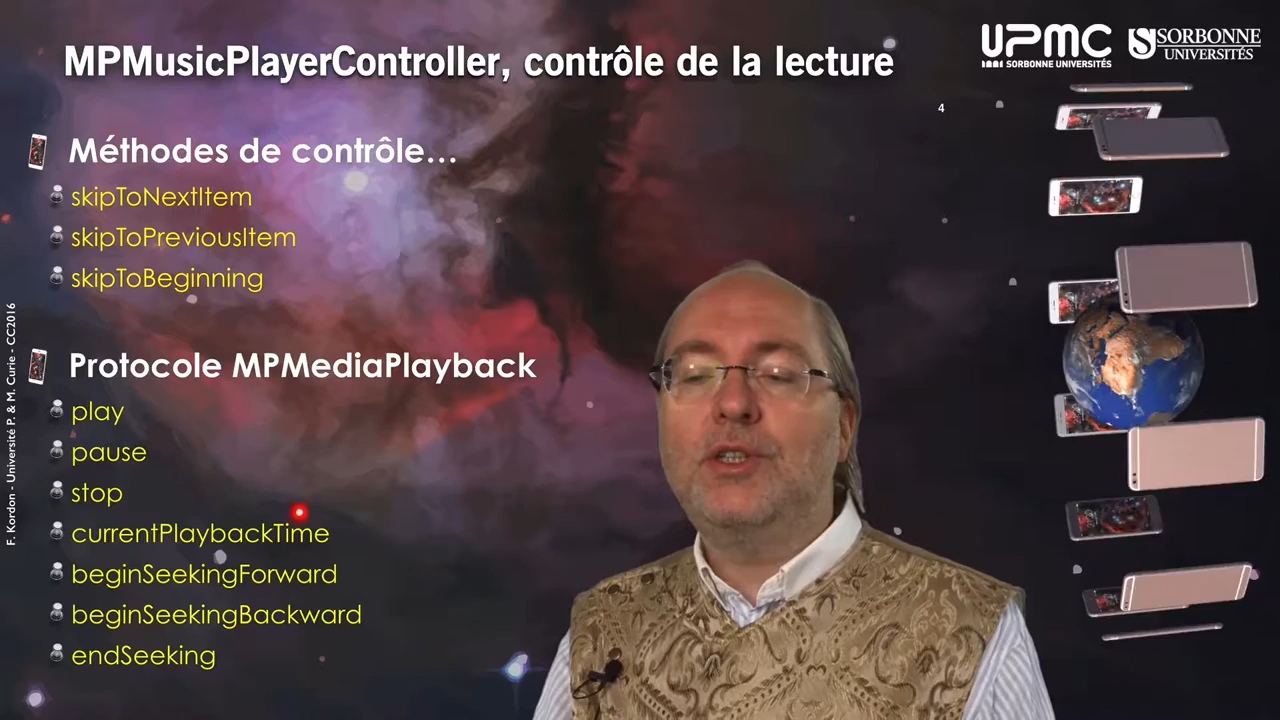 MPMusicPlayerController, contrôle de la lecture
UPMC
SORBONNE UNIVERSITÉS
SORBONNE
UNIVERSITÉS
4
Méthodes de contrôle...
skipToNextItem
skipToPreviousItem
skipToBeginning
Protocole MPMediaPlayback
play
pause
stop
currentPlaybackTime
beginSeekingForward
beginSeekingBackward
endSeeking
F. Kordon - Université P. & M. Curie - CC2016